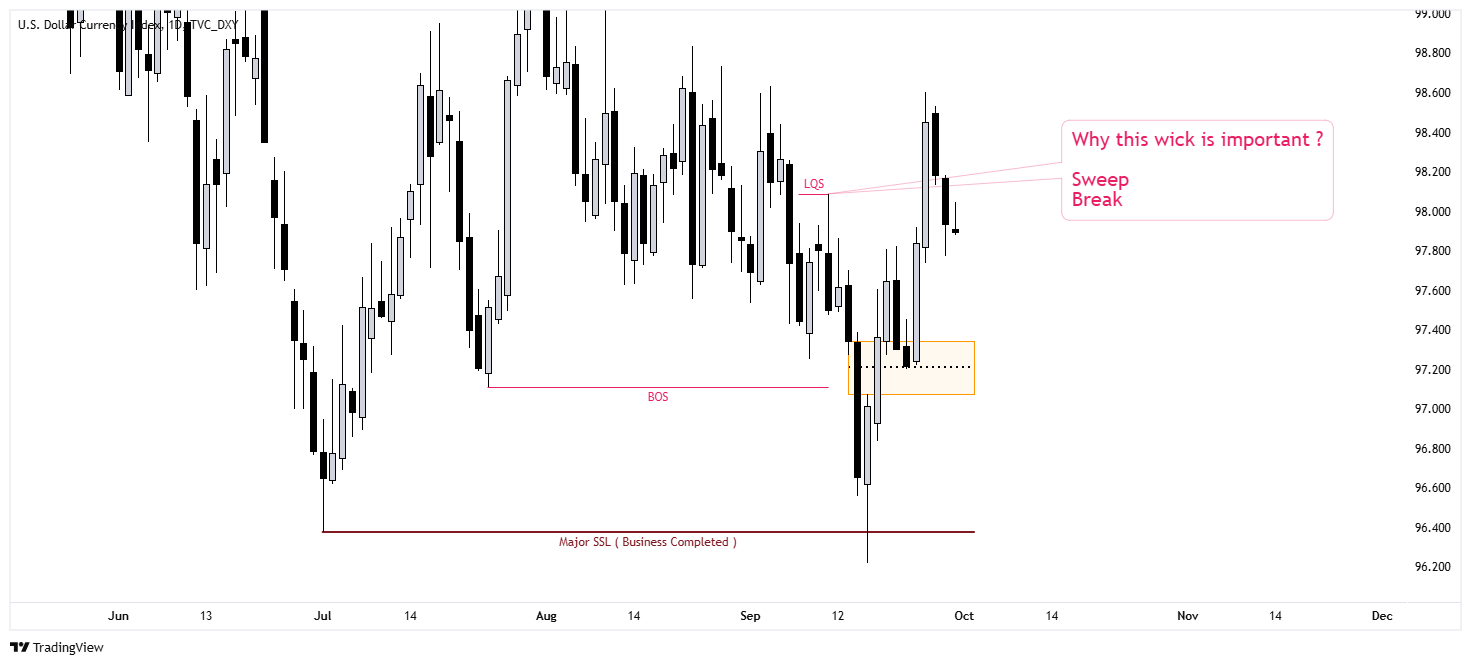 U.S. Dollar Currency Index, 1D, TVC_DXY
99.000
98.800
98.600
98.400
98.200
98.000
97.800
97.600
97.400
97.200
97.000
96.800
96.600
96.400
96.200
Why this wick is important ?
Sweep
Break
LQS
BOS
Major SSL ( Business Completed )
Jun 13 Jul 14 Aug 14 Sep 12 Oct 14 Nov 14 Dec
TradingView